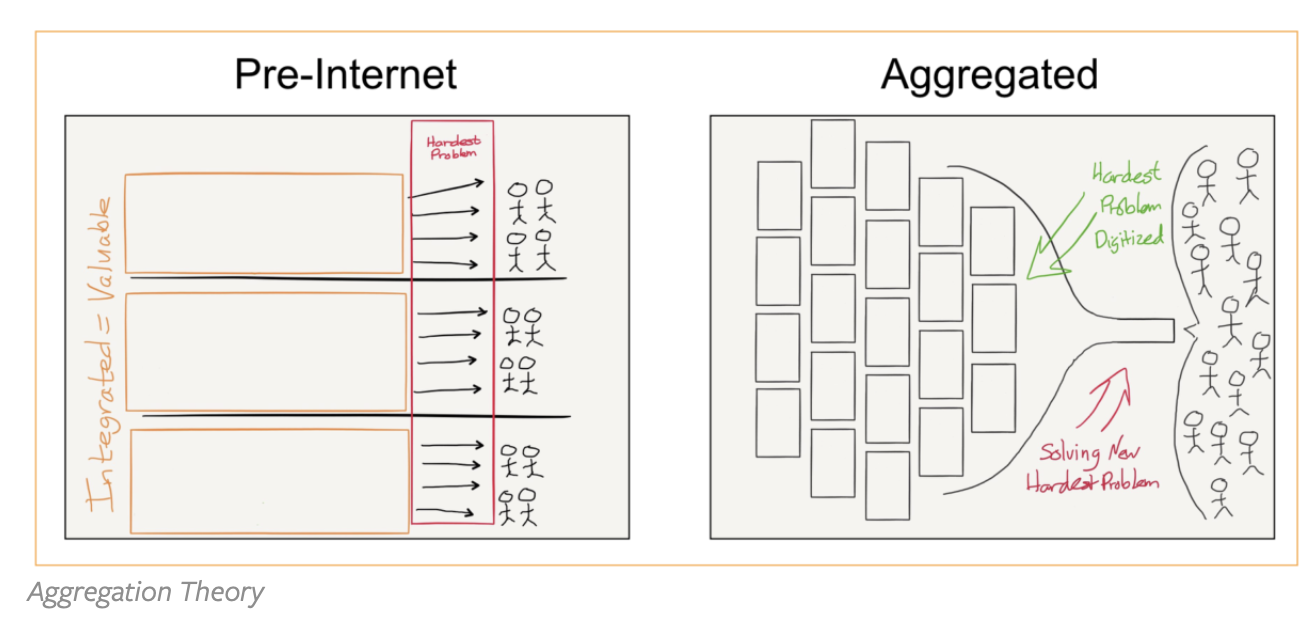 Pre-Internet
Aggregated
Integrated = Valuable
Hardest
Problem
Hardest
Problem
Digitized
Solving New
Hardest Problem
Aggregation Theory